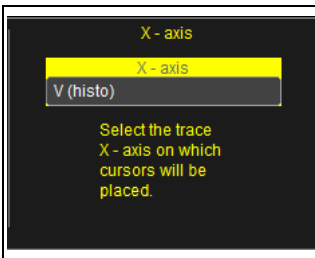 X - axis
X - axis
V (histo)
Select the trace
X - axis on which
cursors will be
placed.